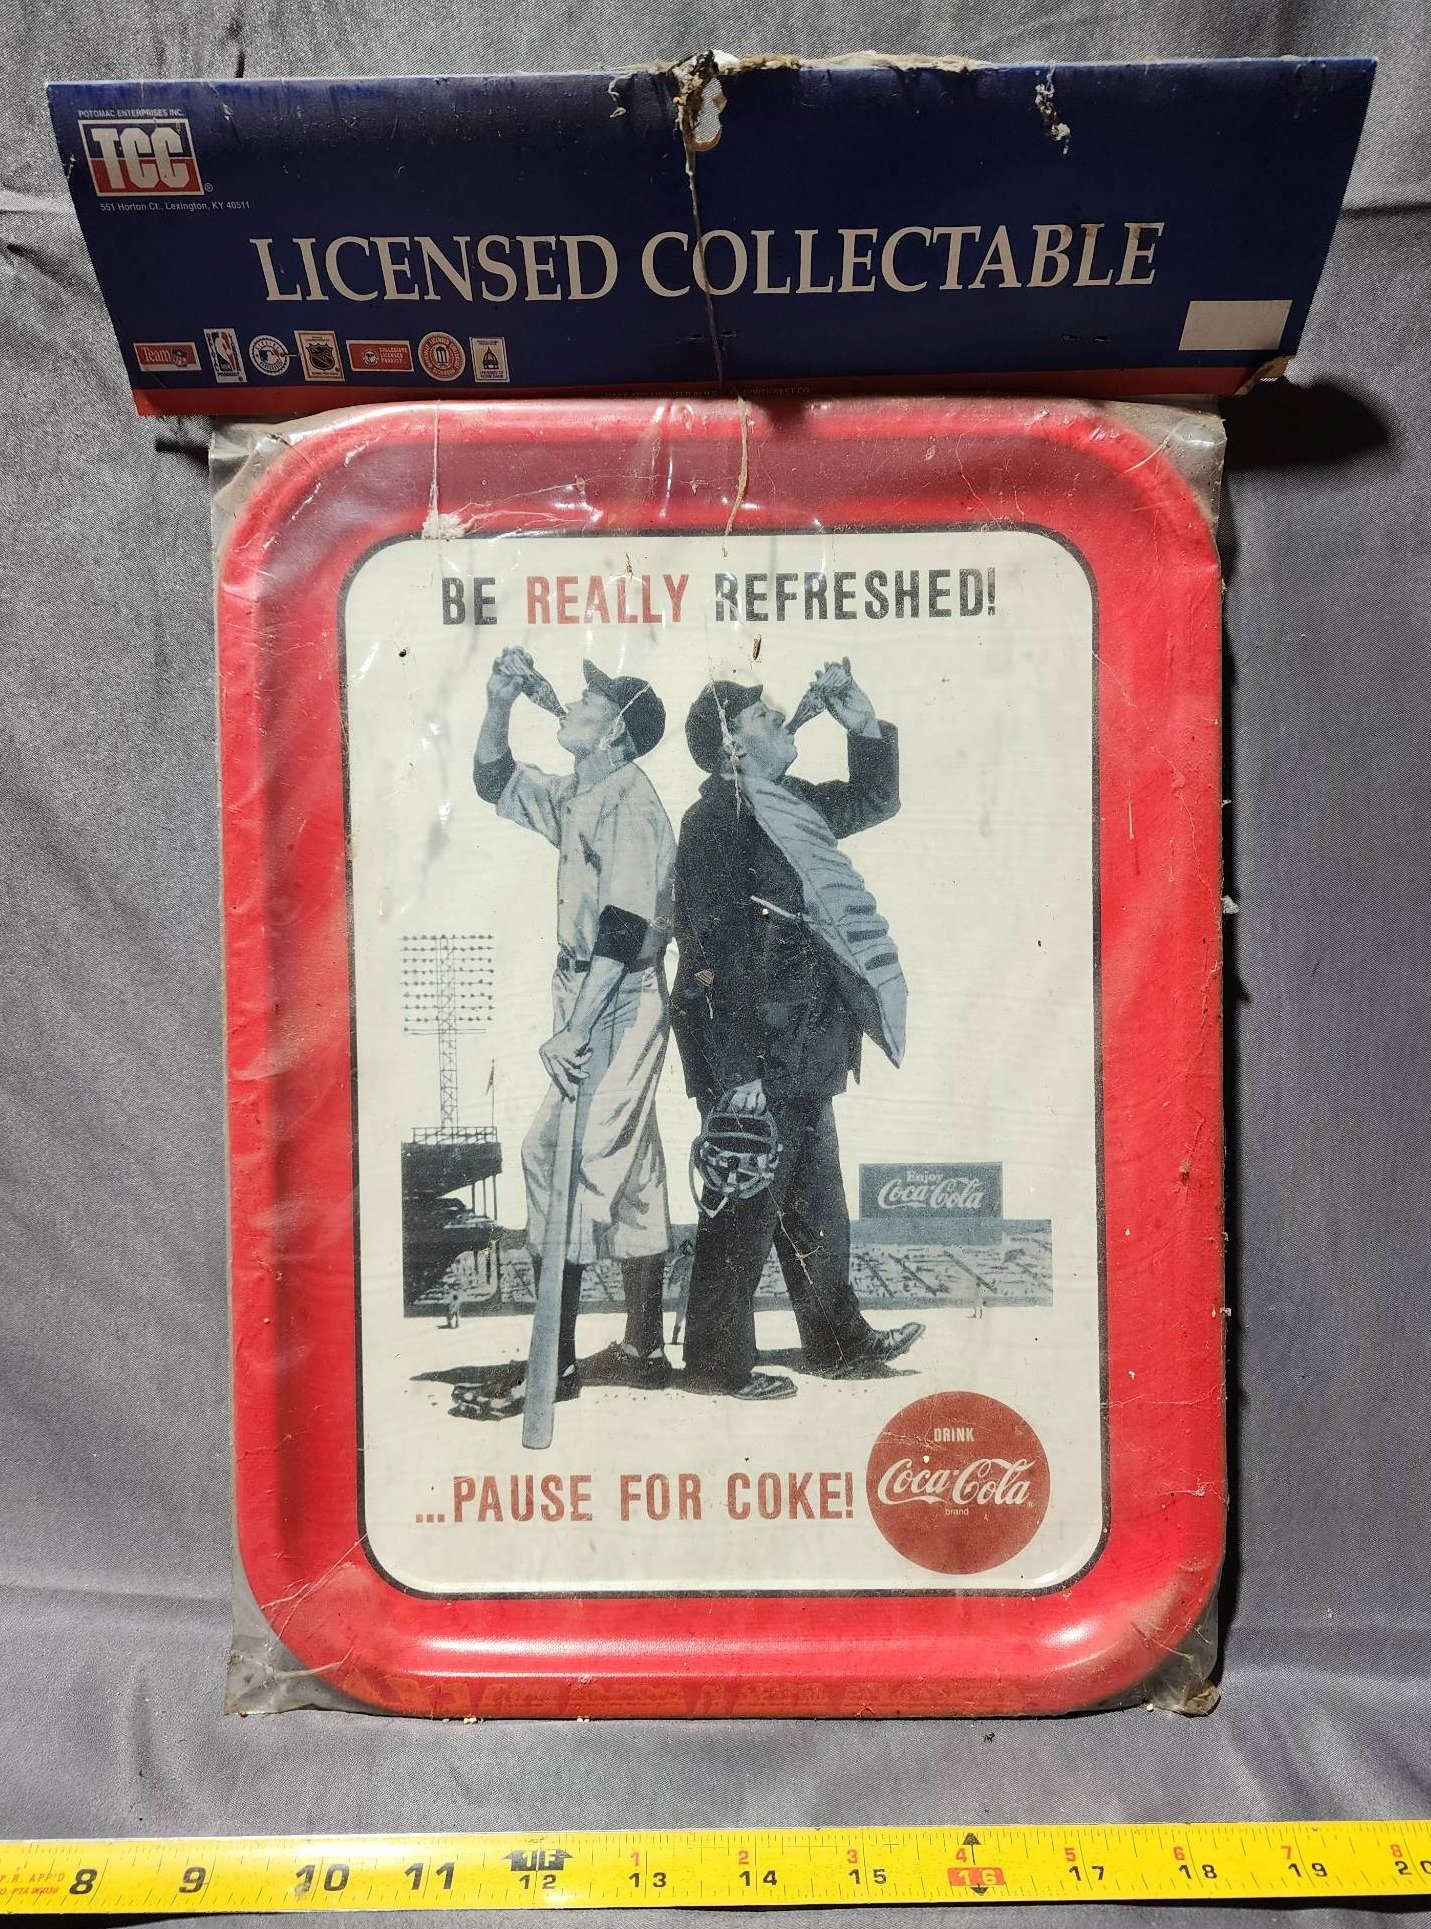 POTOMAC ENTERPRISES INC.
TCC®
551 Horton Ct., Lexington, KY 40511
LICENSED COLLECTABLE
Team NFL
BE REALLY REFRESHED!
Enjoy
Coca-Cola
DRINK
Coca-Cola®
brand
...PAUSE FOR COKE!
1 2 3 4 5 6 7 8
8 9 10 11 12 13 14 15 16 17 18 19 20